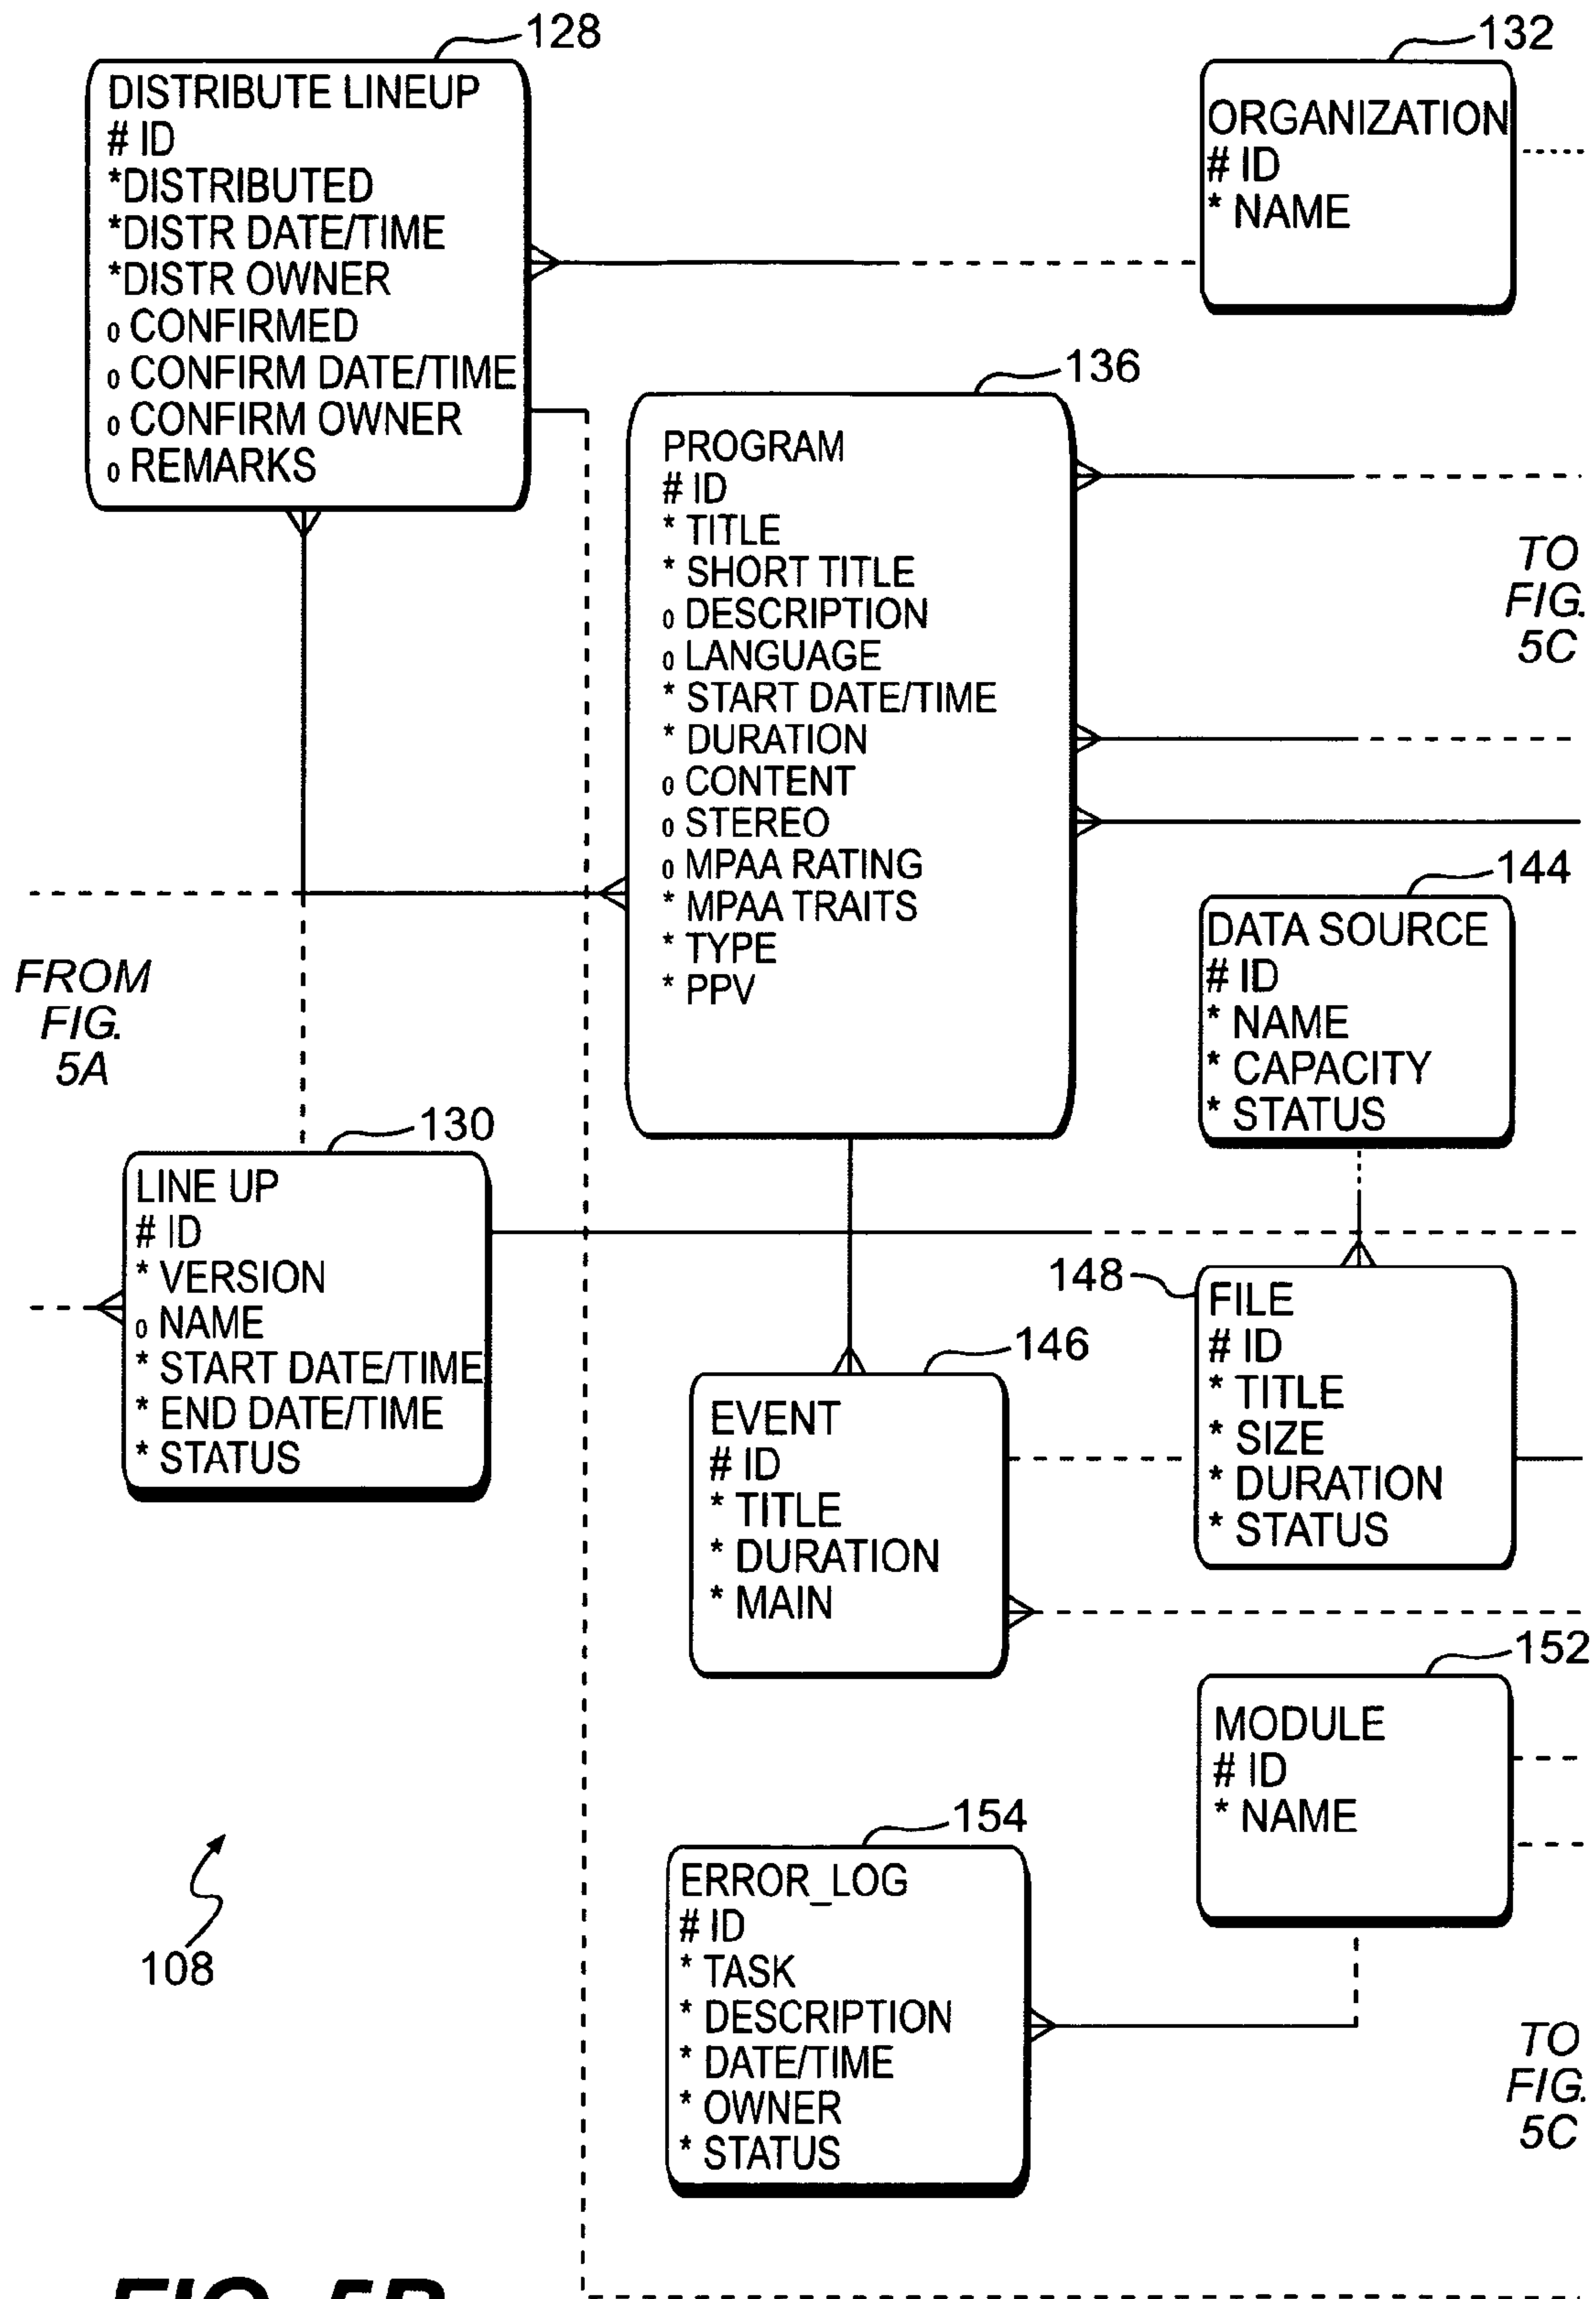 128
DISTRIBUTE LINEUP
# ID
*DISTRIBUTED
*DISTR DATE/TIME
*DISTR OWNER
o CONFIRMED
o CONFIRM DATE/TIME
o CONFIRM OWNER
o REMARKS
132
ORGANIZATION
# ID
* NAME
136
PROGRAM
# ID
* TITLE
* SHORT TITLE
o DESCRIPTION
o LANGUAGE
* START DATE/TIME
* DURATION
o CONTENT
o STEREO
o MPAA RATING
* MPAA TRAITS
* TYPE
* PPV
TO
FIG.
5C
144
DATA SOURCE
# ID
* NAME
* CAPACITY
* STATUS
FROM
FIG.
5A
130
LINE UP
# ID
* VERSION
o NAME
* START DATE/TIME
* END DATE/TIME
* STATUS
148
FILE
# ID
* TITLE
* SIZE
* DURATION
* STATUS
146
EVENT
# ID
* TITLE
* DURATION
* MAIN
152
MODULE
# ID
* NAME
154
ERROR_LOG
# ID
* TASK
* DESCRIPTION
* DATE/TIME
* OWNER
* STATUS
108
TO
FIG.
5C
FIG. 5B